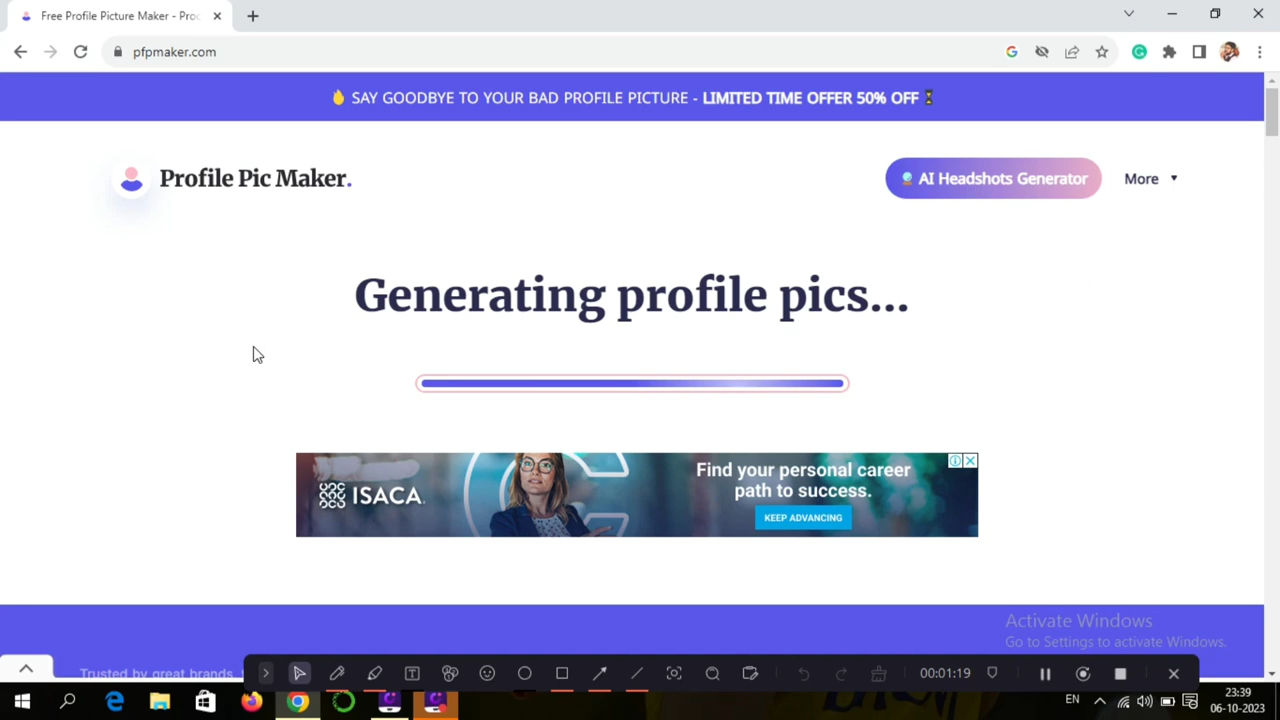 Free Profile Picture Maker - Proc
pfpmaker.com
SAY GOODBYE TO YOUR BAD PROFILE PICTURE - LIMITED TIME OFFER 50% OFF
Profile Pic Maker.
AI Headshots Generator
More
Generating profile pics...
ISACA
Find your personal career
path to success.
KEEP ADVANCING
Activate Windows
Go to Settings to activate Windows.
Trusted by great brands,
00:01:19
EN
23:39
06-10-2023